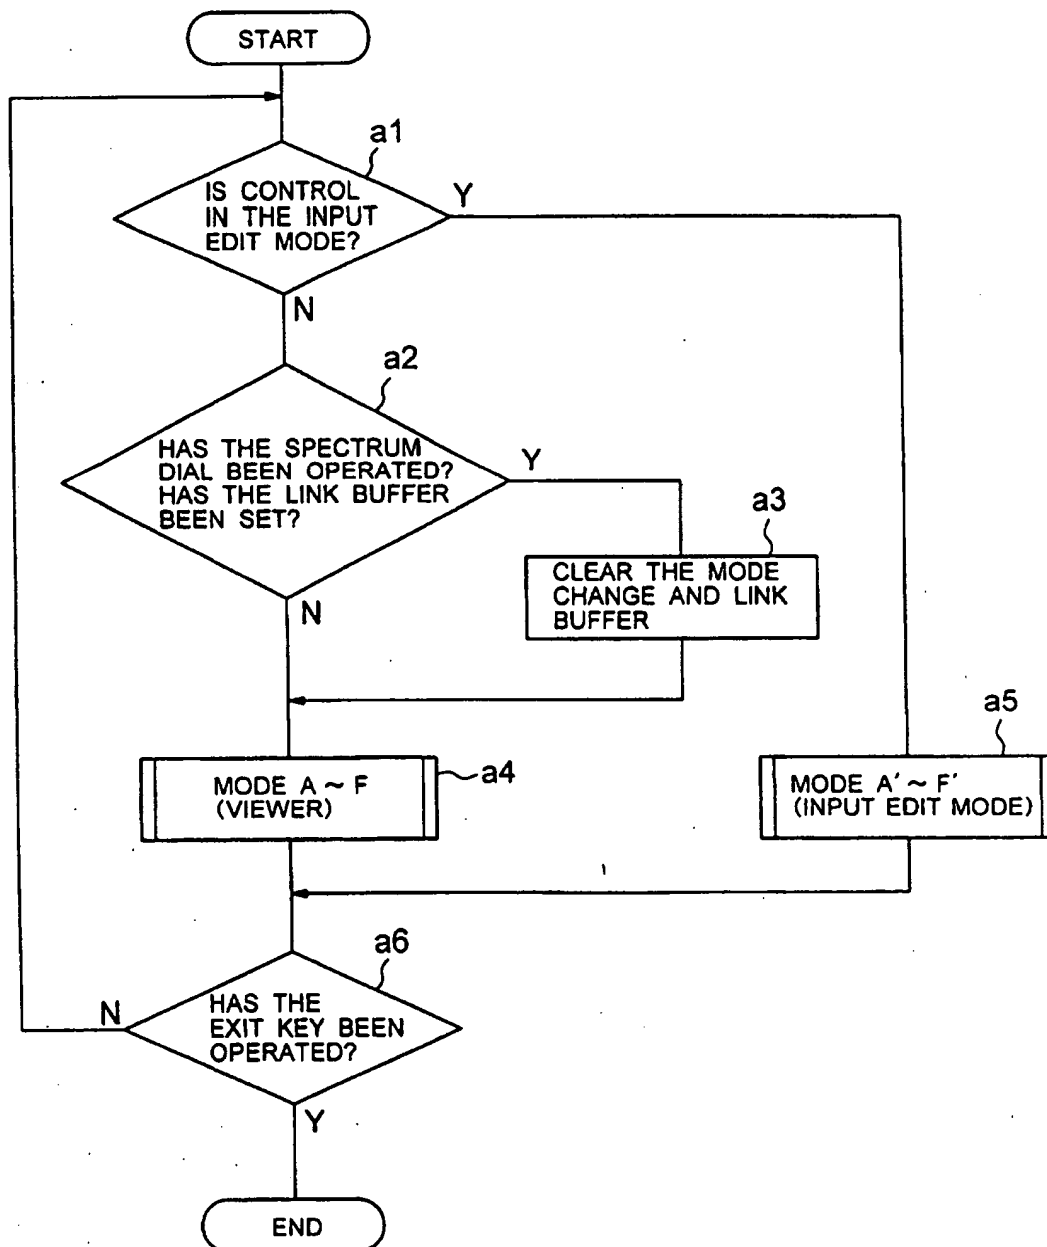 START
a1
IS CONTROL
IN THE INPUT
EDIT MODE?
Y
N
a2
HAS THE SPECTRUM
DIAL BEEN OPERATED?
HAS THE LINK BUFFER
BEEN SET?
Y
N
a3
CLEAR THE MODE
CHANGE AND LINK
BUFFER
MODE A ~ F
(VIEWER)
a4
a5
MODE A' ~ F'
(INPUT EDIT MODE)
a6
HAS THE
EXIT KEY BEEN
OPERATED?
N
Y
END